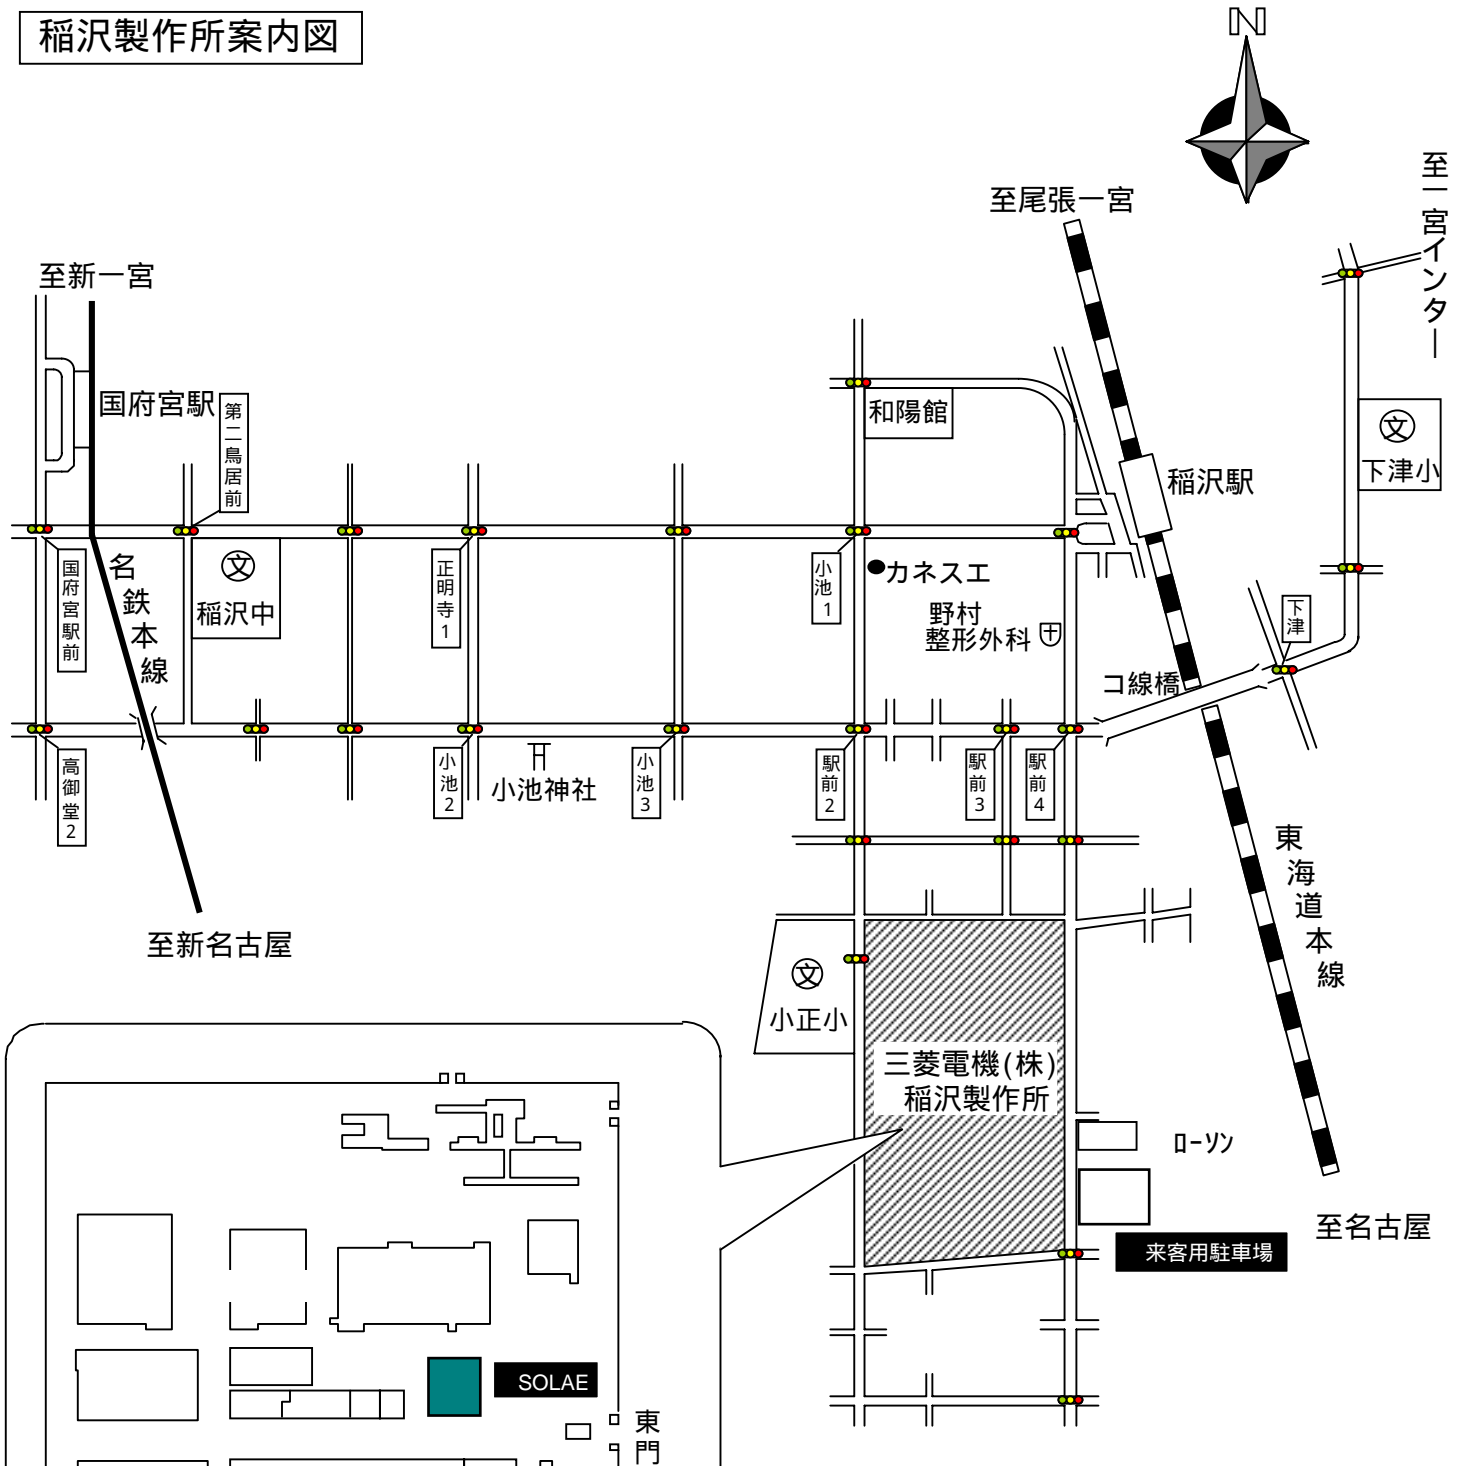 稲沢製作所案内図
N
至一宮インター
至尾張一宮
至新一宮
国府宮駅
第二鳥居前
和陽館
文
下津小
稲沢駅
国府宮駅前
名鉄本線
文
稲沢中
正明寺1
小池1
カネスエ
野村
整形外科
下津
コ線橋
高御堂2
小池2
小池神社
小池3
駅前2
駅前3
駅前4
東海道本線
至新名古屋
文
小正小
三菱電機(株)
稲沢製作所
ﾛｰｿﾝ
至名古屋
来客用駐車場
SOLAE
東門